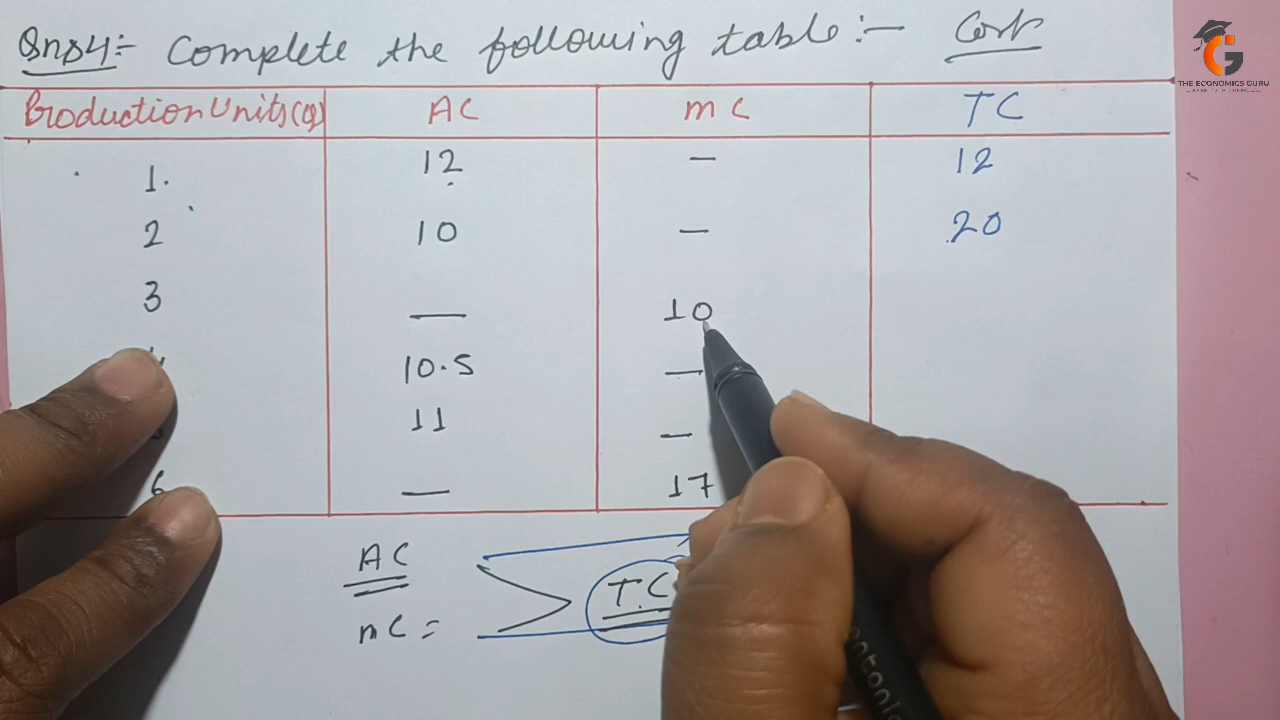 Qns4:- Complete the following table:- Cost
THE ECONOMICS GURU
Production Units(Q) AC MC TC
1. 12 — 12
2 10 — 20
3 — 10
10.5 —
11 —
6 — 17
AC
T.C
MC =